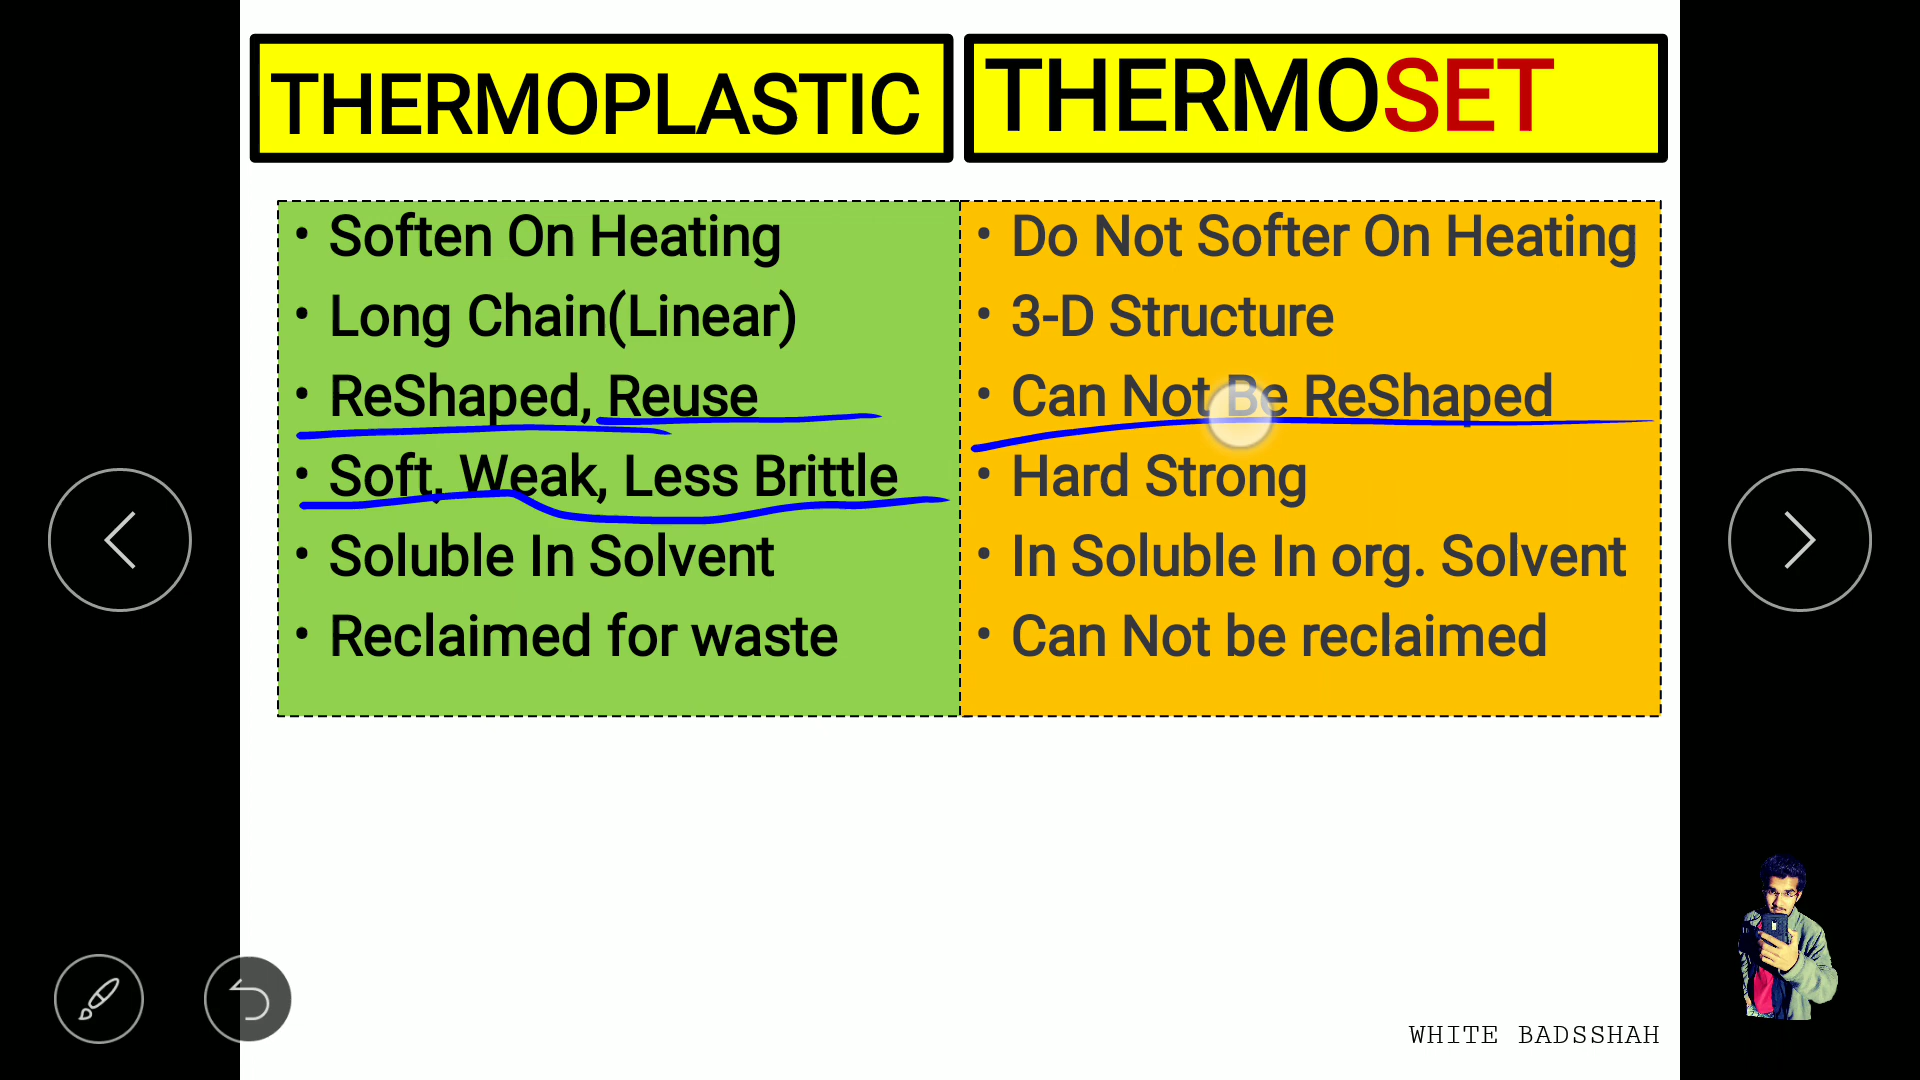 THERMOPLASTIC
THERMOSET
• Soften On Heating
• Long Chain(Linear)
• ReShaped, Reuse
• Soft, Weak, Less Brittle
• Soluble In Solvent
• Reclaimed for waste
• Do Not Softer On Heating
• 3-D Structure
• Can Not Be ReShaped
• Hard Strong
• In Soluble In org. Solvent
• Can Not be reclaimed
WHITE BADSSHAH